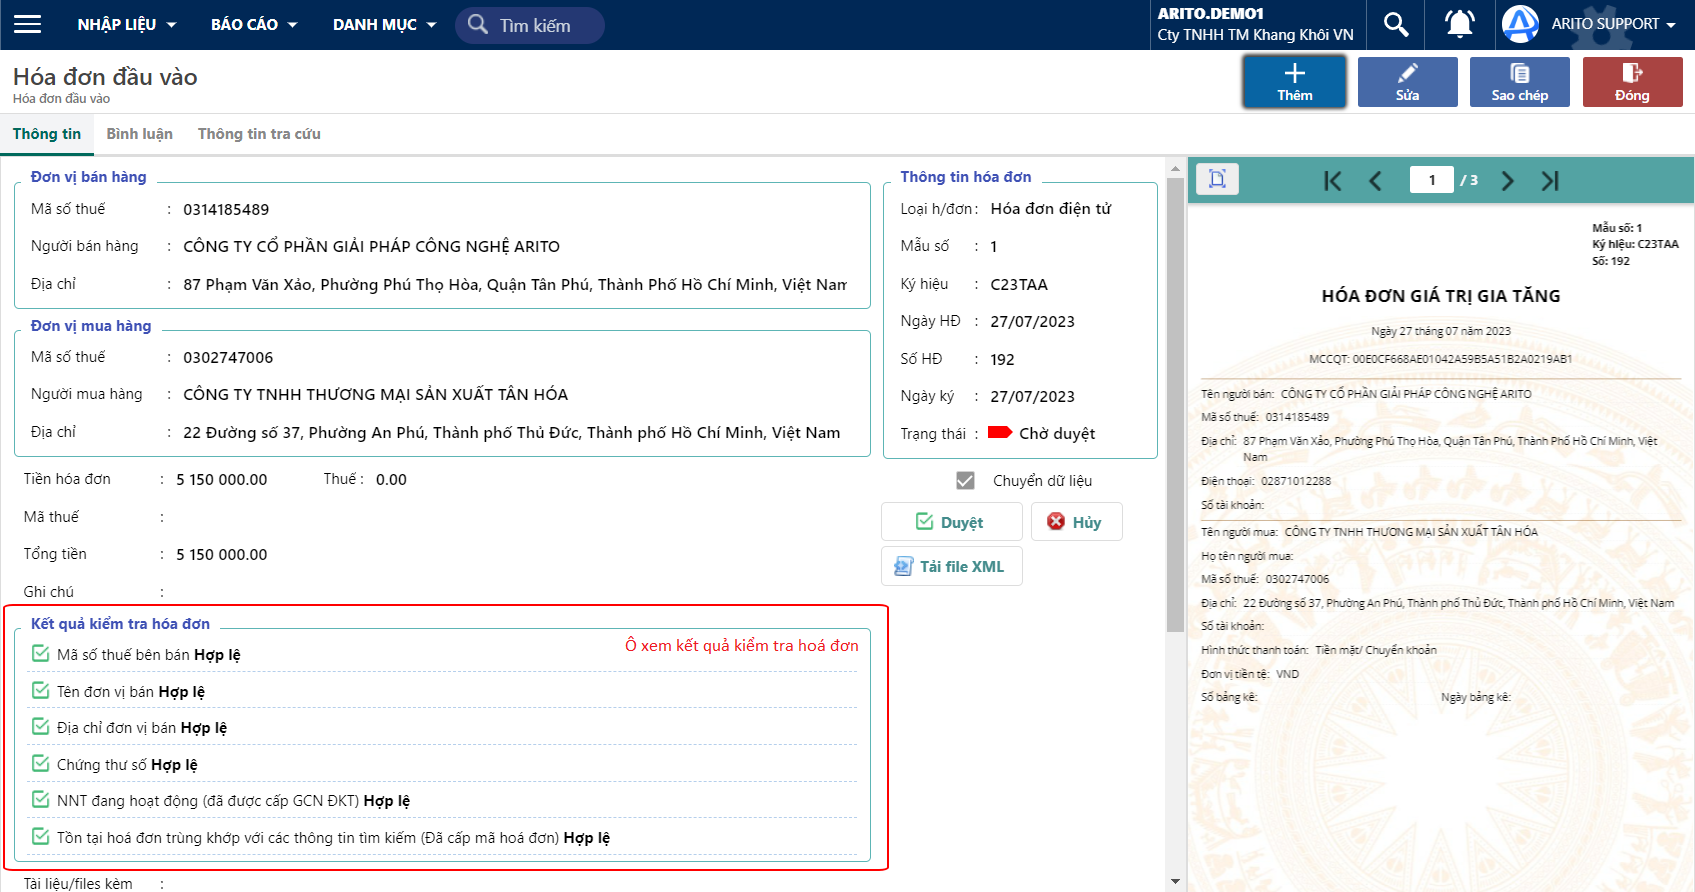 NHẬP LIỆU BÁO CÁO DANH MỤC Tìm kiếm
ARITO.DEMO1
Cty TNHH TM Khang Khôi VN
ARITO SUPPORT
Hóa đơn đầu vào
Hóa đơn đầu vào
Thêm Sửa Sao chép Đóng
Thông tin Bình luận Thông tin tra cứu
Đơn vị bán hàng
Mã số thuế : 0314185489
Người bán hàng : CÔNG TY CỔ PHẦN GIẢI PHÁP CÔNG NGHỆ ARITO
Địa chỉ : 87 Phạm Văn Xảo, Phường Phú Thọ Hòa, Quận Tân Phú, Thành Phố Hồ Chí Minh, Việt Nam
Đơn vị mua hàng
Mã số thuế : 0302747006
Người mua hàng : CÔNG TY TNHH THƯƠNG MẠI SẢN XUẤT TÂN HÓA
Địa chỉ : 22 Đường số 37, Phường An Phú, Thành phố Thủ Đức, Thành phố Hồ Chí Minh, Việt Nam
Tiền hóa đơn : 5 150 000.00 Thuế : 0.00
Mã thuế :
Tổng tiền : 5 150 000.00
Ghi chú :
Kết quả kiểm tra hóa đơn
Ô xem kết quả kiểm tra hoá đơn
Mã số thuế bên bán Hợp lệ
Tên đơn vị bán Hợp lệ
Địa chỉ đơn vị bán Hợp lệ
Chứng thư số Hợp lệ
NNT đang hoạt động (đã được cấp GCN ĐKT) Hợp lệ
Tồn tại hoá đơn trùng khớp với các thông tin tìm kiếm (Đã cấp mã hoá đơn) Hợp lệ
Tài liệu/files kèm :
Thông tin hóa đơn
Loại h/đơn : Hóa đơn điện tử
Mẫu số : 1
Ký hiệu : C23TAA
Ngày HĐ : 27/07/2023
Số HĐ : 192
Ngày ký : 27/07/2023
Trạng thái : Chờ duyệt
Chuyển dữ liệu
Duyệt Hủy
Tải file XML
1 / 3
Mẫu số: 1
Ký hiệu: C23TAA
Số: 192
HÓA ĐƠN GIÁ TRỊ GIA TĂNG
Ngày 27 tháng 07 năm 2023
MCCQT: 00E0CF668AE01042A59B5A51B2A0219AB1
Tên người bán: CÔNG TY CỔ PHẦN GIẢI PHÁP CÔNG NGHỆ ARITO
Mã số thuế: 0314185489
Địa chỉ: 87 Phạm Văn Xảo, Phường Phú Thọ Hòa, Quận Tân Phú, Thành Phố Hồ Chí Minh, Việt
Nam
Điện thoại: 02871012288
Số tài khoản:
Tên người mua: CÔNG TY TNHH THƯƠNG MẠI SẢN XUẤT TÂN HÓA
Họ tên người mua:
Mã số thuế: 0302747006
Địa chỉ: 22 Đường số 37, Phường An Phú, Thành phố Thủ Đức, Thành phố Hồ Chí Minh, Việt Nam
Số tài khoản:
Hình thức thanh toán: Tiền mặt/ Chuyển khoản
Đơn vị tiền tệ: VND
Số bảng kê: Ngày bảng kê: